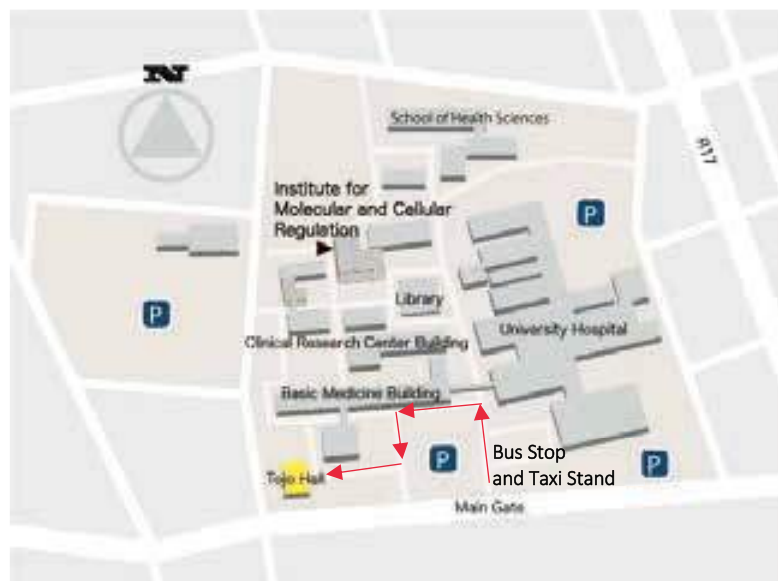 N
School of Health Sciences
R17
Institute for
Molecular and Cellular
Regulation
P
Library
P
University Hospital
Clinical Research Center Building
Basic Medicine Building
Bus Stop
and Taxi Stand
P
P
Tojo Hall
Main Gate